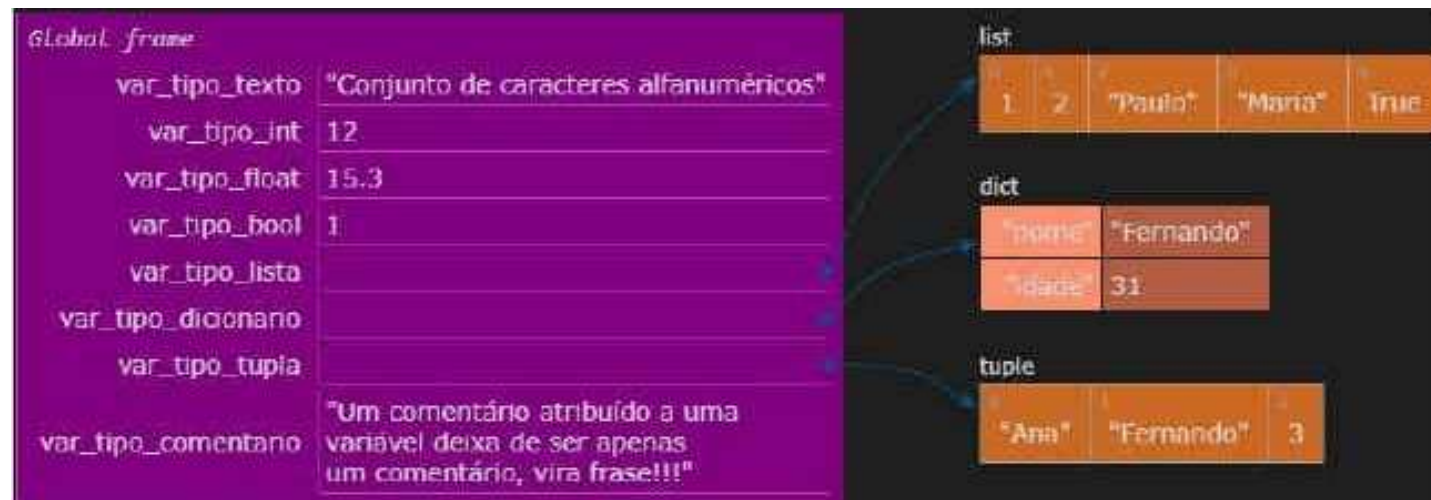 Global frame
var_tipo_texto "Conjunto de caracteres alfanuméricos"
var_tipo_int 12
var_tipo_float 15.3
var_tipo_bool 1
var_tipo_lista
var_tipo_dicionario
var_tipo_tupla
var_tipo_comentario "Um comentário atribuído a uma
variável deixa de ser apenas
um comentário, vira frase!!!"
list
1 2 "Paulo" "Maria" True
dict
"nome" "Fernando"
"idade" 31
tuple
"Ana" "Fernando" 3